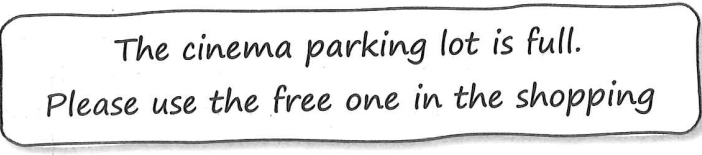 The cinema parking lot is full.
Please use the free one in the shopping